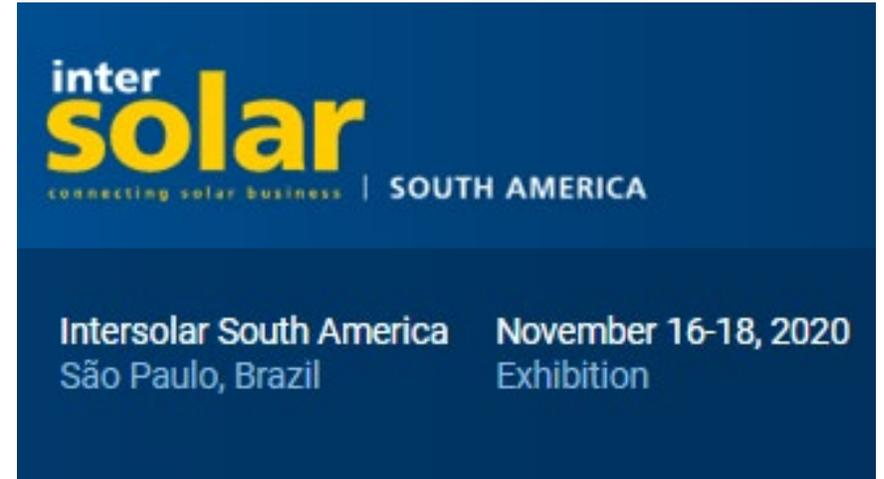 inter
solar
connecting solar business | SOUTH AMERICA
Intersolar South America
São Paulo, Brazil
November 16-18, 2020
Exhibition